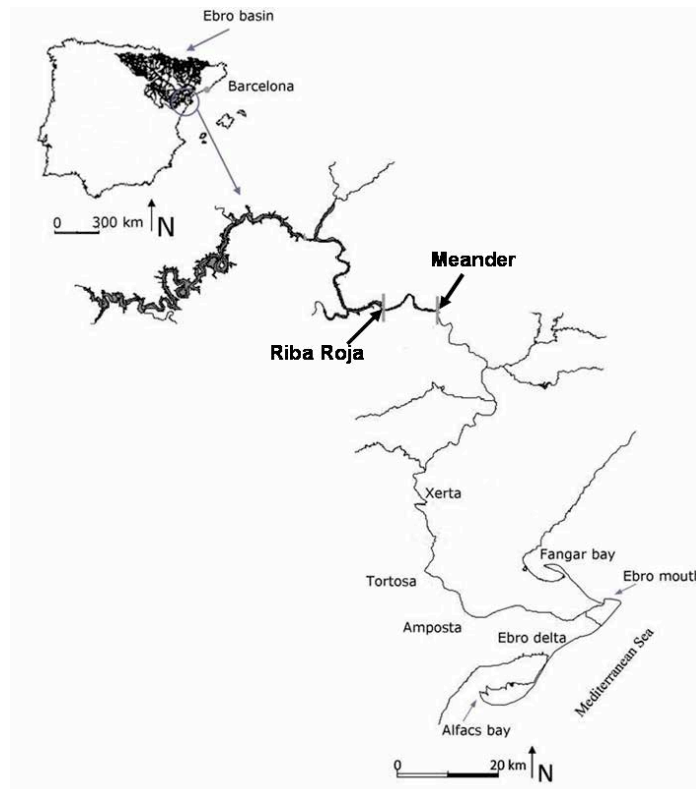 Ebro basin
Barcelona
0 300 km
N
Meander
Riba Roja
Xerta
Fangar bay
Tortosa
Ebro mout
Amposta
Ebro delta
Mediterranean Sea
Alfacs bay
0 20 km
N